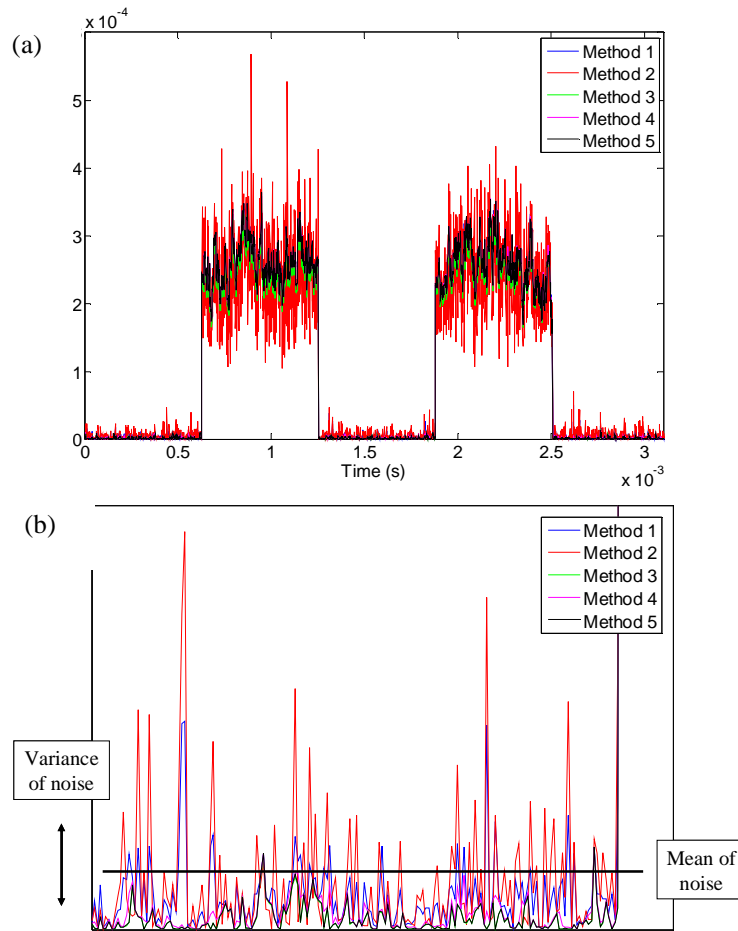 (a)
x 10⁻⁴
5
4
3
2
1
0
Method 1
Method 2
Method 3
Method 4
Method 5
0 0.5 1 1.5 2 2.5 3
Time (s)
x 10⁻³
(b)
Method 1
Method 2
Method 3
Method 4
Method 5
Variance
of noise
Mean of
noise